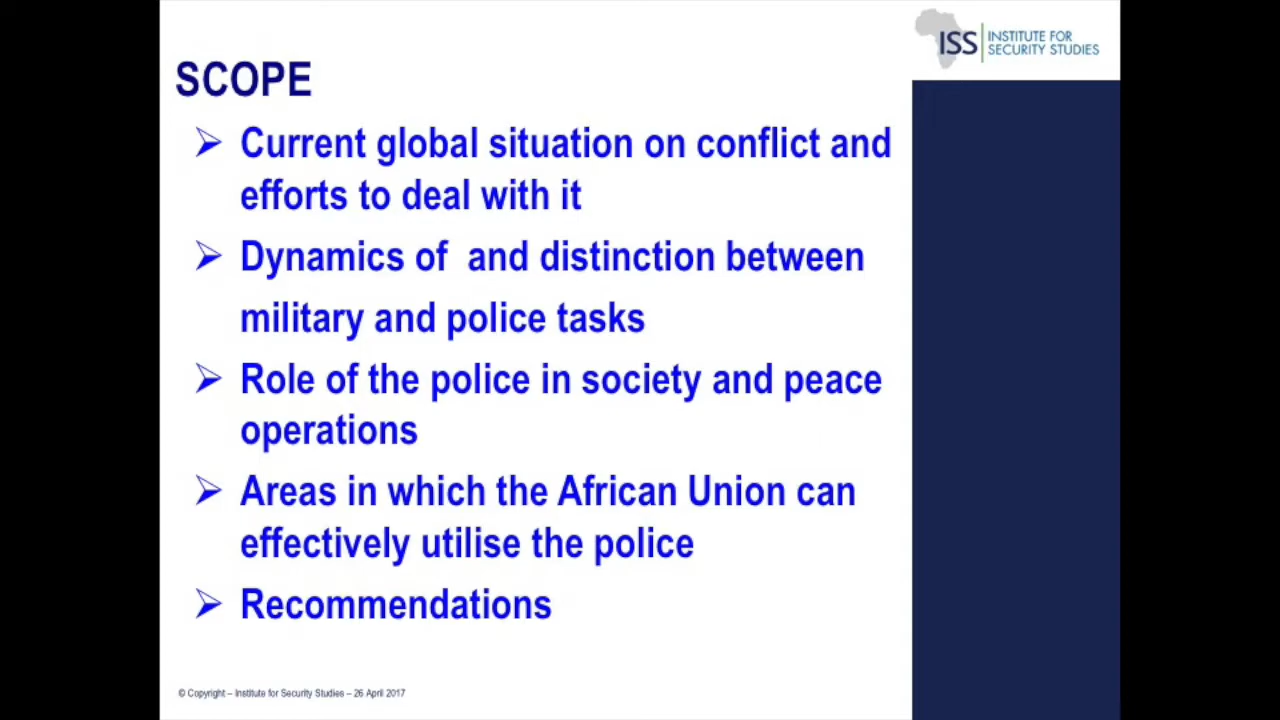 ISS INSTITUTE FOR
SECURITY STUDIES
SCOPE
➢ Current global situation on conflict and
efforts to deal with it
➢ Dynamics of  and distinction between
military and police tasks
➢ Role of the police in society and peace
operations
➢ Areas in which the African Union can
effectively utilise the police
➢ Recommendations
© Copyright – Institute for Security Studies – 26 April 2017